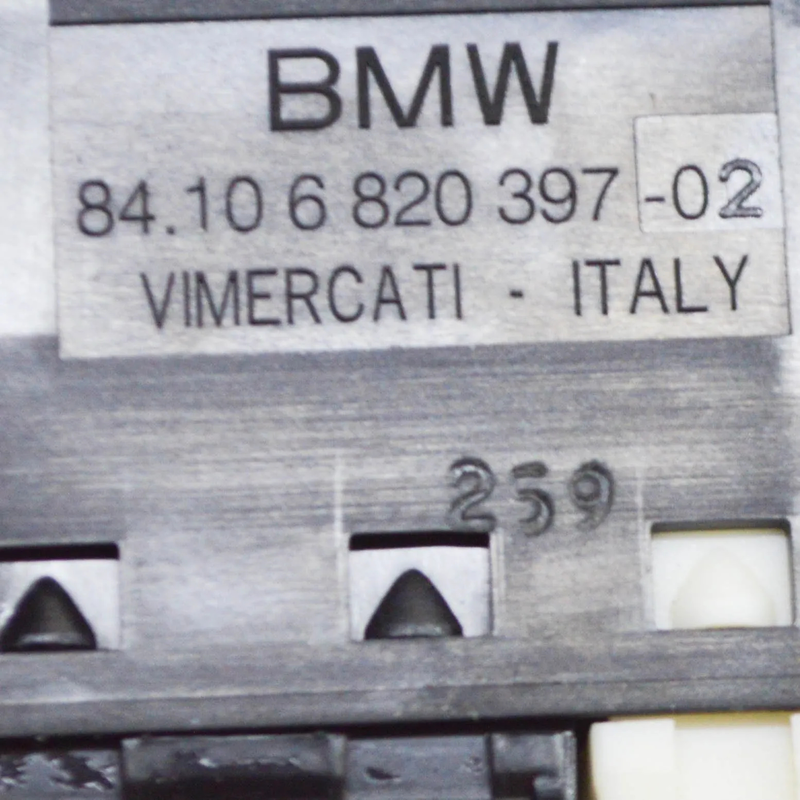 BMW
84.10 6 820 397 -02
VIMERCATI - ITALY
259